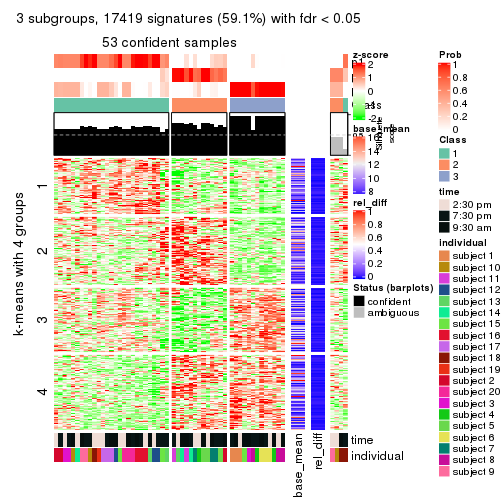 3 subgroups, 17419 signatures (59.1%) with fdr < 0.05
53 confident samples
k-means with 4 groups
1
2
3
4
time
individual
base_mean
rel_diff
z-score
2
1
0
-1
-2
base_mean
16
14
12
10
8
rel_diff
1
0.8
0.6
0.4
0.2
0
Status (barplots)
confident
ambiguous
Prob
1
0.8
0.6
0.4
0.2
0
Class
1
2
3
time
2:30 pm
7:30 pm
9:30 am
individual
subject 1
subject 10
subject 11
subject 12
subject 13
subject 14
subject 15
subject 16
subject 17
subject 18
subject 19
subject 2
subject 20
subject 3
subject 4
subject 5
subject 6
subject 7
subject 8
subject 9